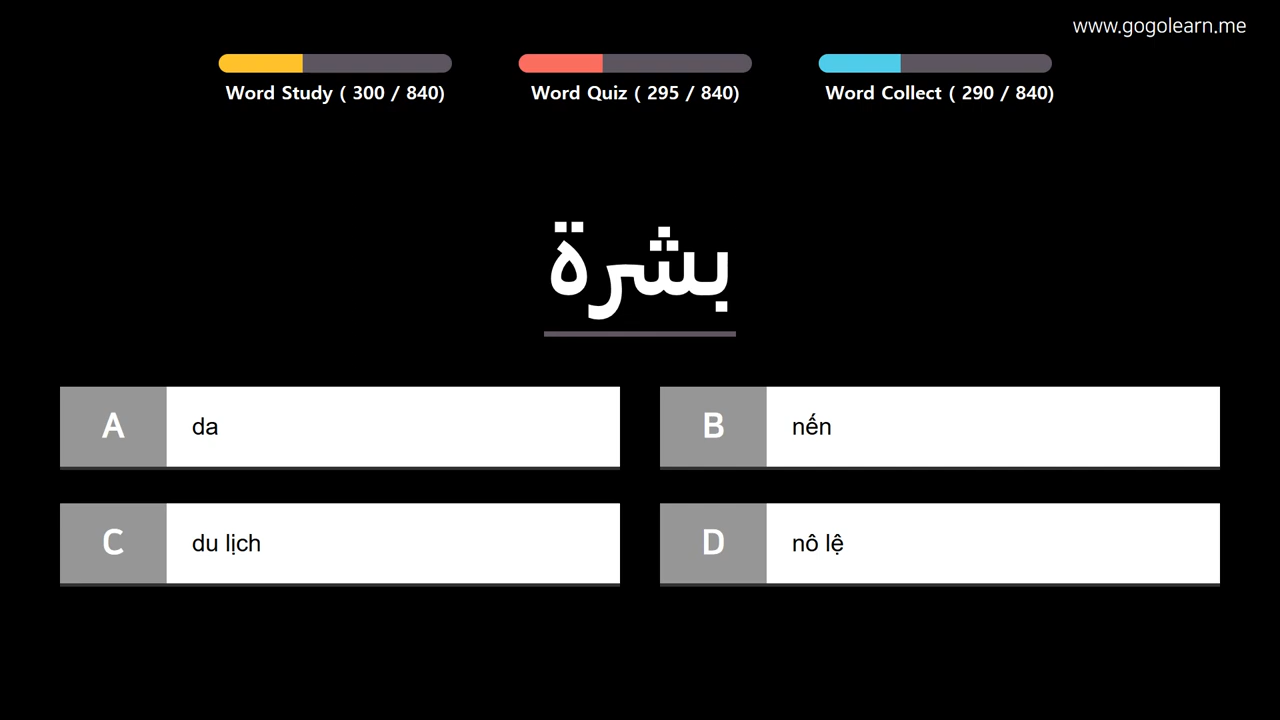 www.gogolearn.me
Word Study ( 300 / 840)
Word Quiz ( 295 / 840)
Word Collect ( 290 / 840)
بشرة
A
da
B
nến
C
du lịch
D
nô lệ